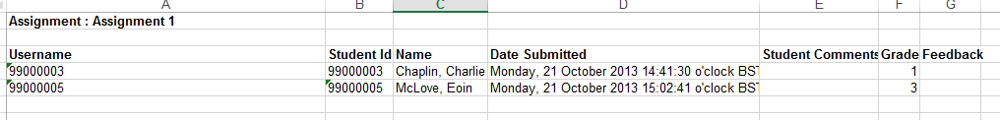 A B C D E F G
Assignment : Assignment 1
Username Student Id Name Date Submitted Student Comments Grade Feedback
99000003 99000003 Chaplin, Charlie Monday, 21 October 2013 14:41:30 o'clock BST 1
99000005 99000005 McLove, Eoin Monday, 21 October 2013 15:02:41 o'clock BST 3